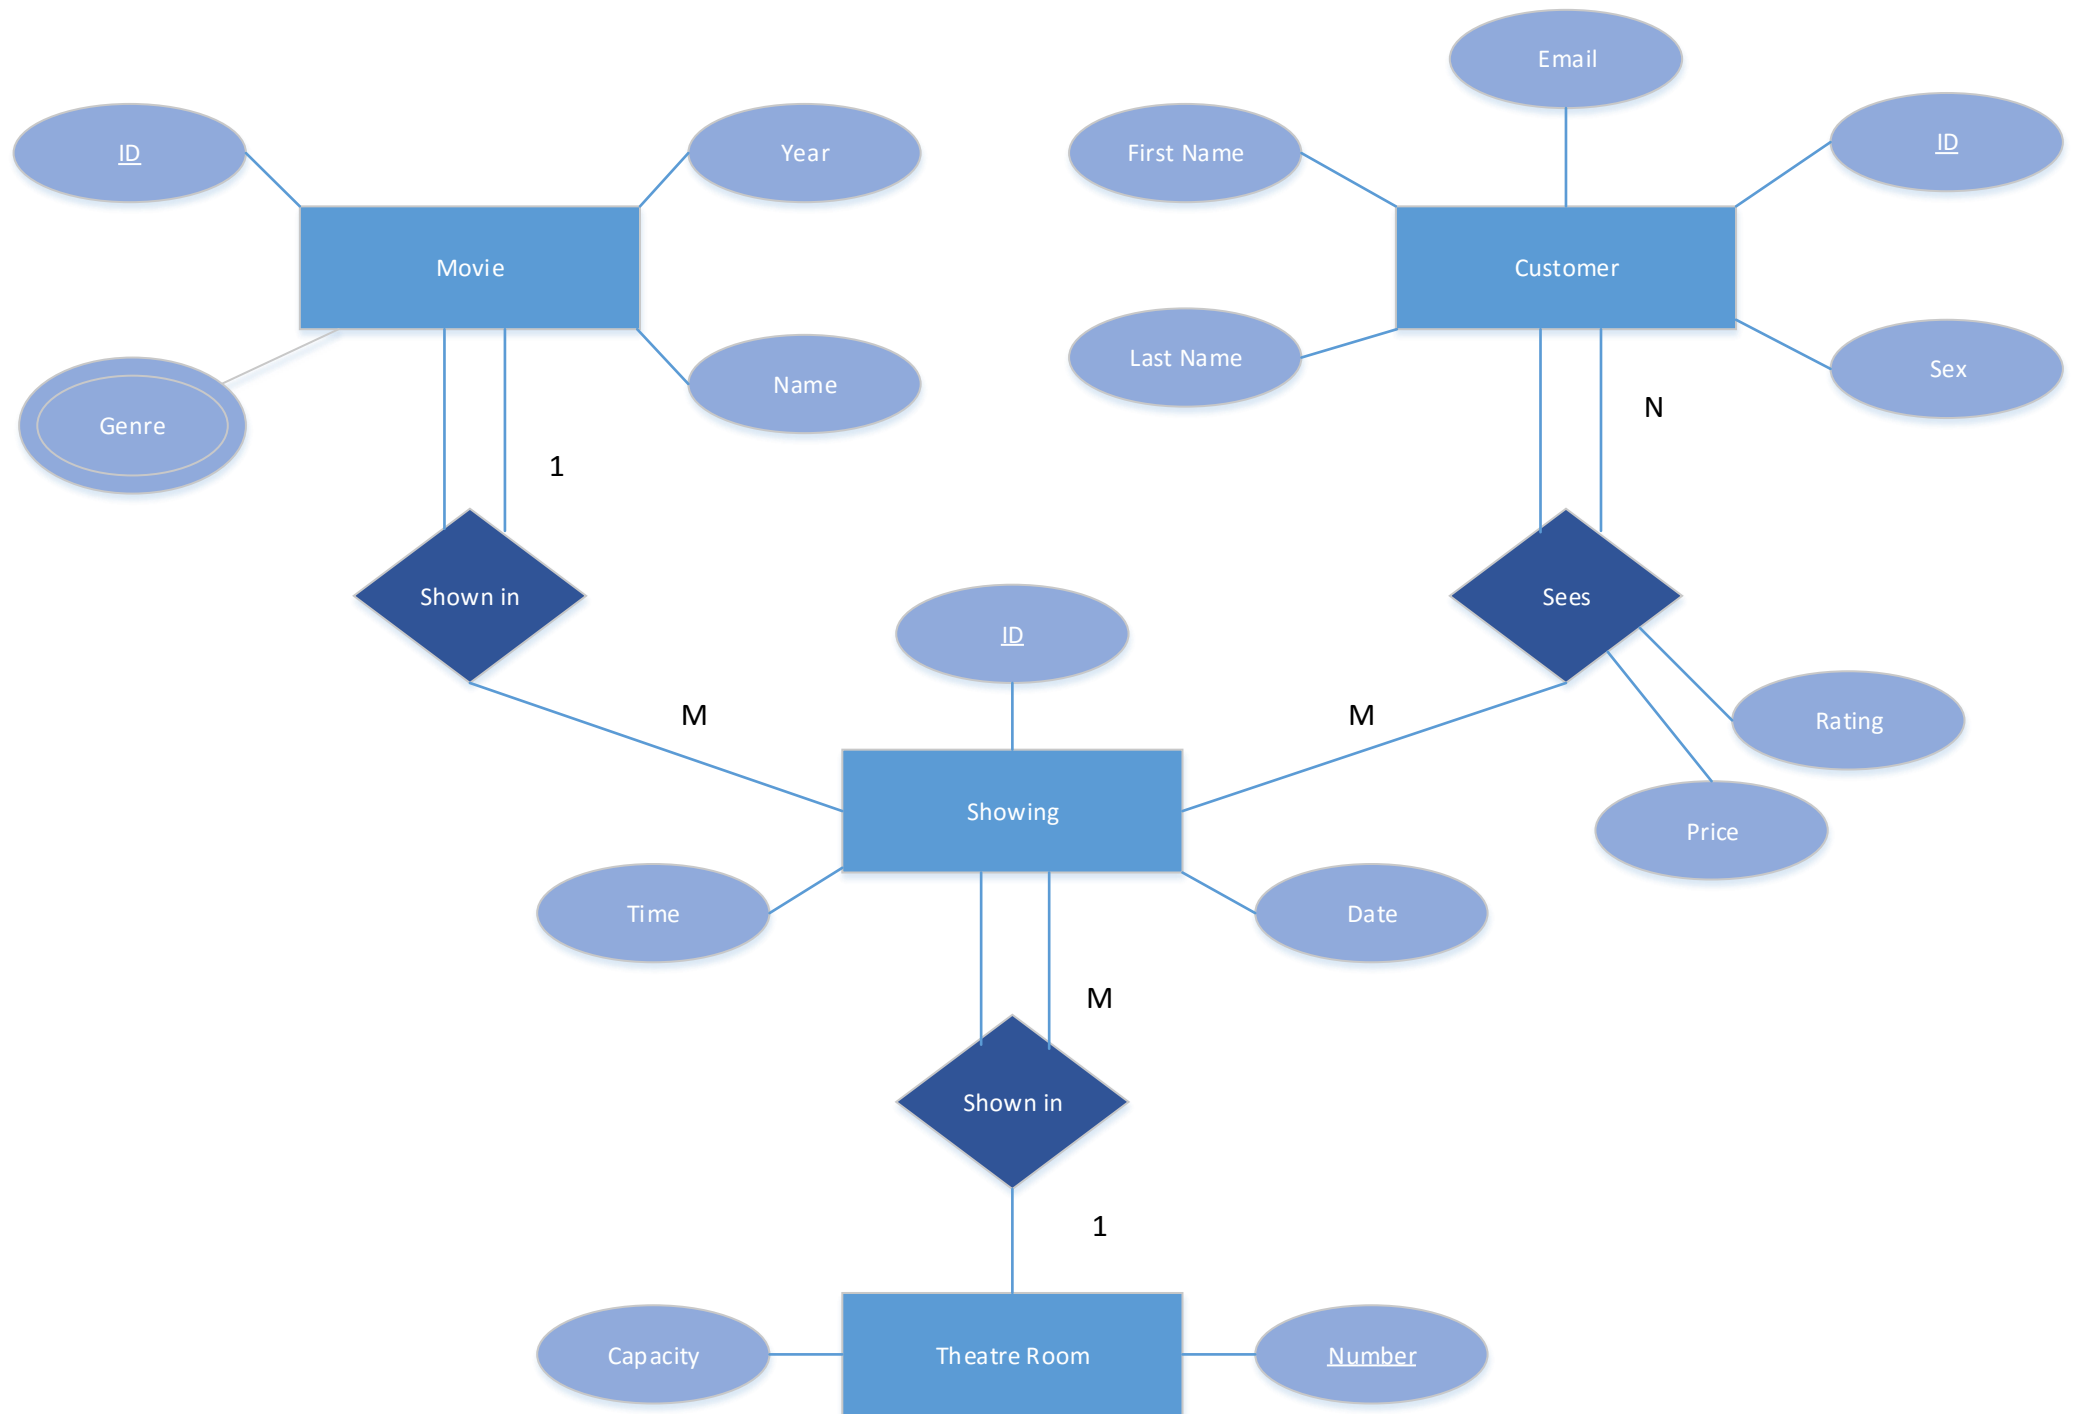 Email
ID
Year
First Name
ID
Movie
Customer
Last Name
Name
Sex
Genre
N
1
Shown in
Sees
ID
M
M
Rating
Showing
Price
Time
Date
M
Shown in
1
Capacity
Theatre Room
Number